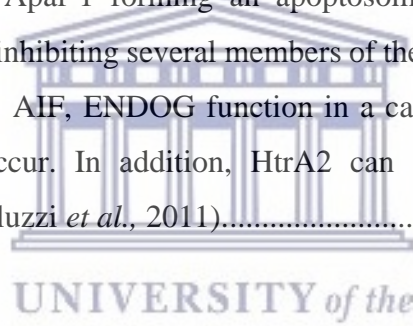 Apaf-1 forming an apoptosom
inhibiting several members of the
AIF, ENDOG function in a ca
ccur. In addition, HtrA2 can
luzzi et al., 2011)......................
UNIVERSITY of the